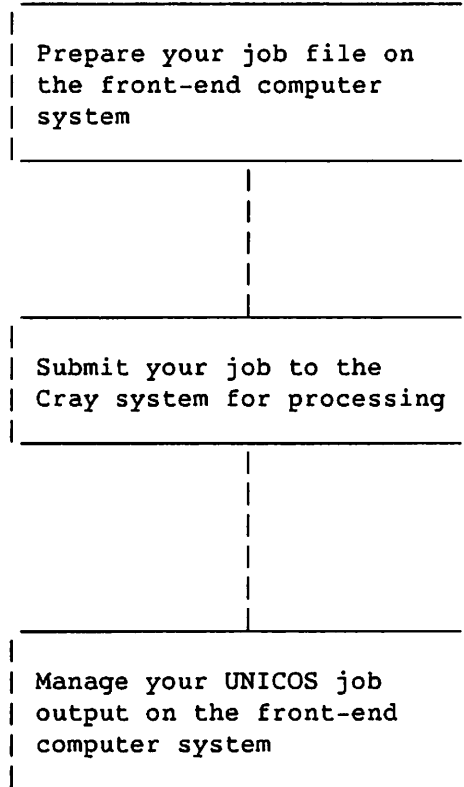 Prepare your job file on
the front-end computer
system
Submit your job to the
Cray system for processing
Manage your UNICOS job
output on the front-end
computer system